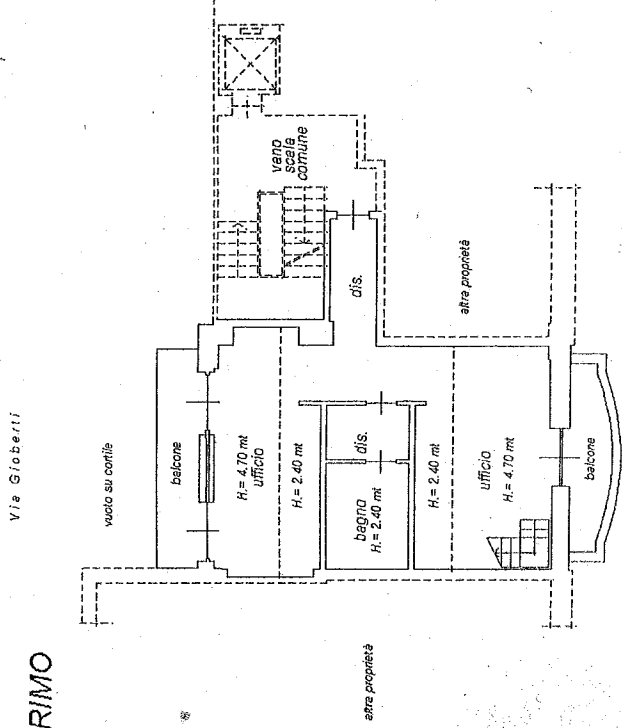 Via Gioberti
vuoto su cortile
balcone
H.= 4.70 mt
ufficio
H.= 2.40 mt
vano
scala
comune
dis.
dis.
bagno
H.= 2.40 mt
H.= 2.40 mt
ufficio
H.= 4.70 mt
balcone
altra proprietà
altra proprietà
RIMO